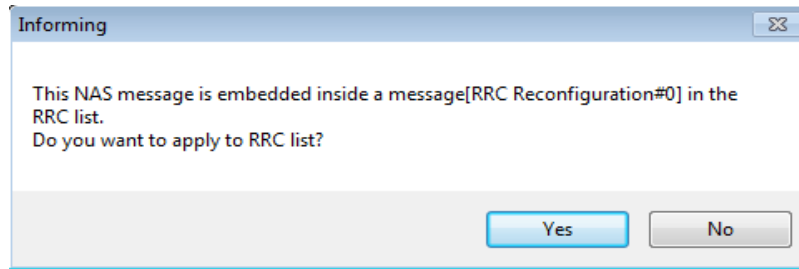 Informing
This NAS message is embedded inside a message[RRC Reconfiguration#0] in the
RRC list.
Do you want to apply to RRC list?
Yes No